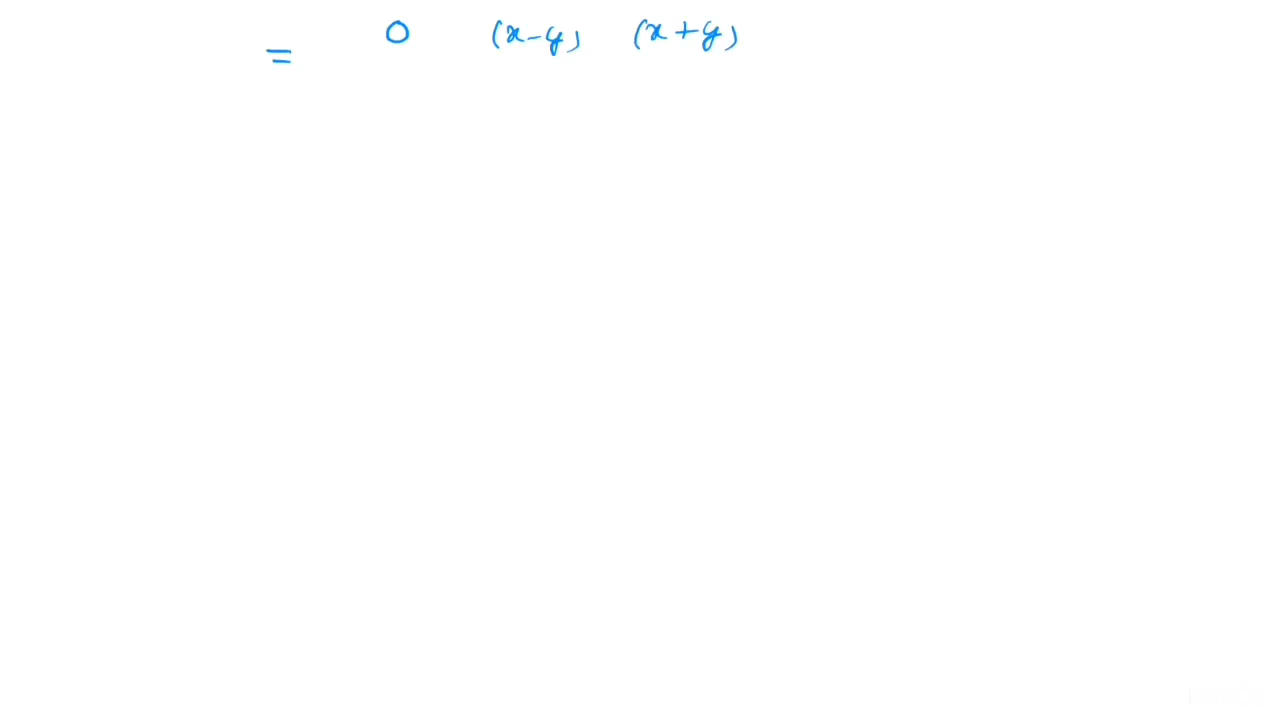 = 0 (x-y) (x+y)